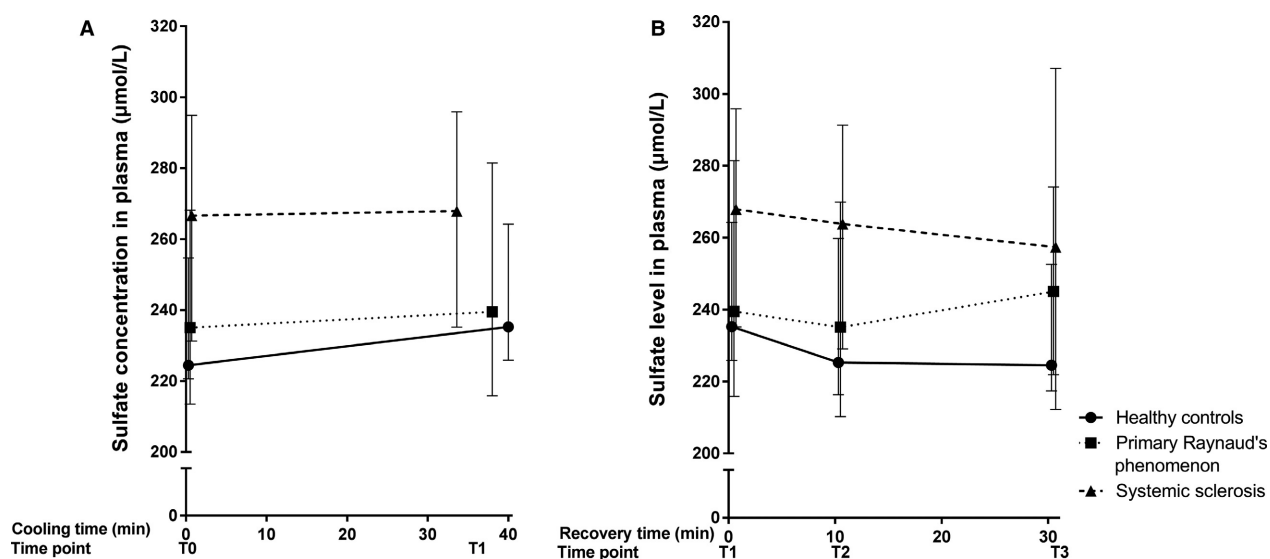 A
Sulfate concentration in plasma (µmol/L)
320
300
280
260
240
220
200
0
Cooling time (min) 0 10 20 30 40
Time point T0 T1
B
Sulfate level in plasma (µmol/L)
320
300
280
260
240
220
200
0
Recovery time (min) 0 10 20 30
Time point T1 T2 T3
Healthy controls
Primary Raynaud's
phenomenon
Systemic sclerosis